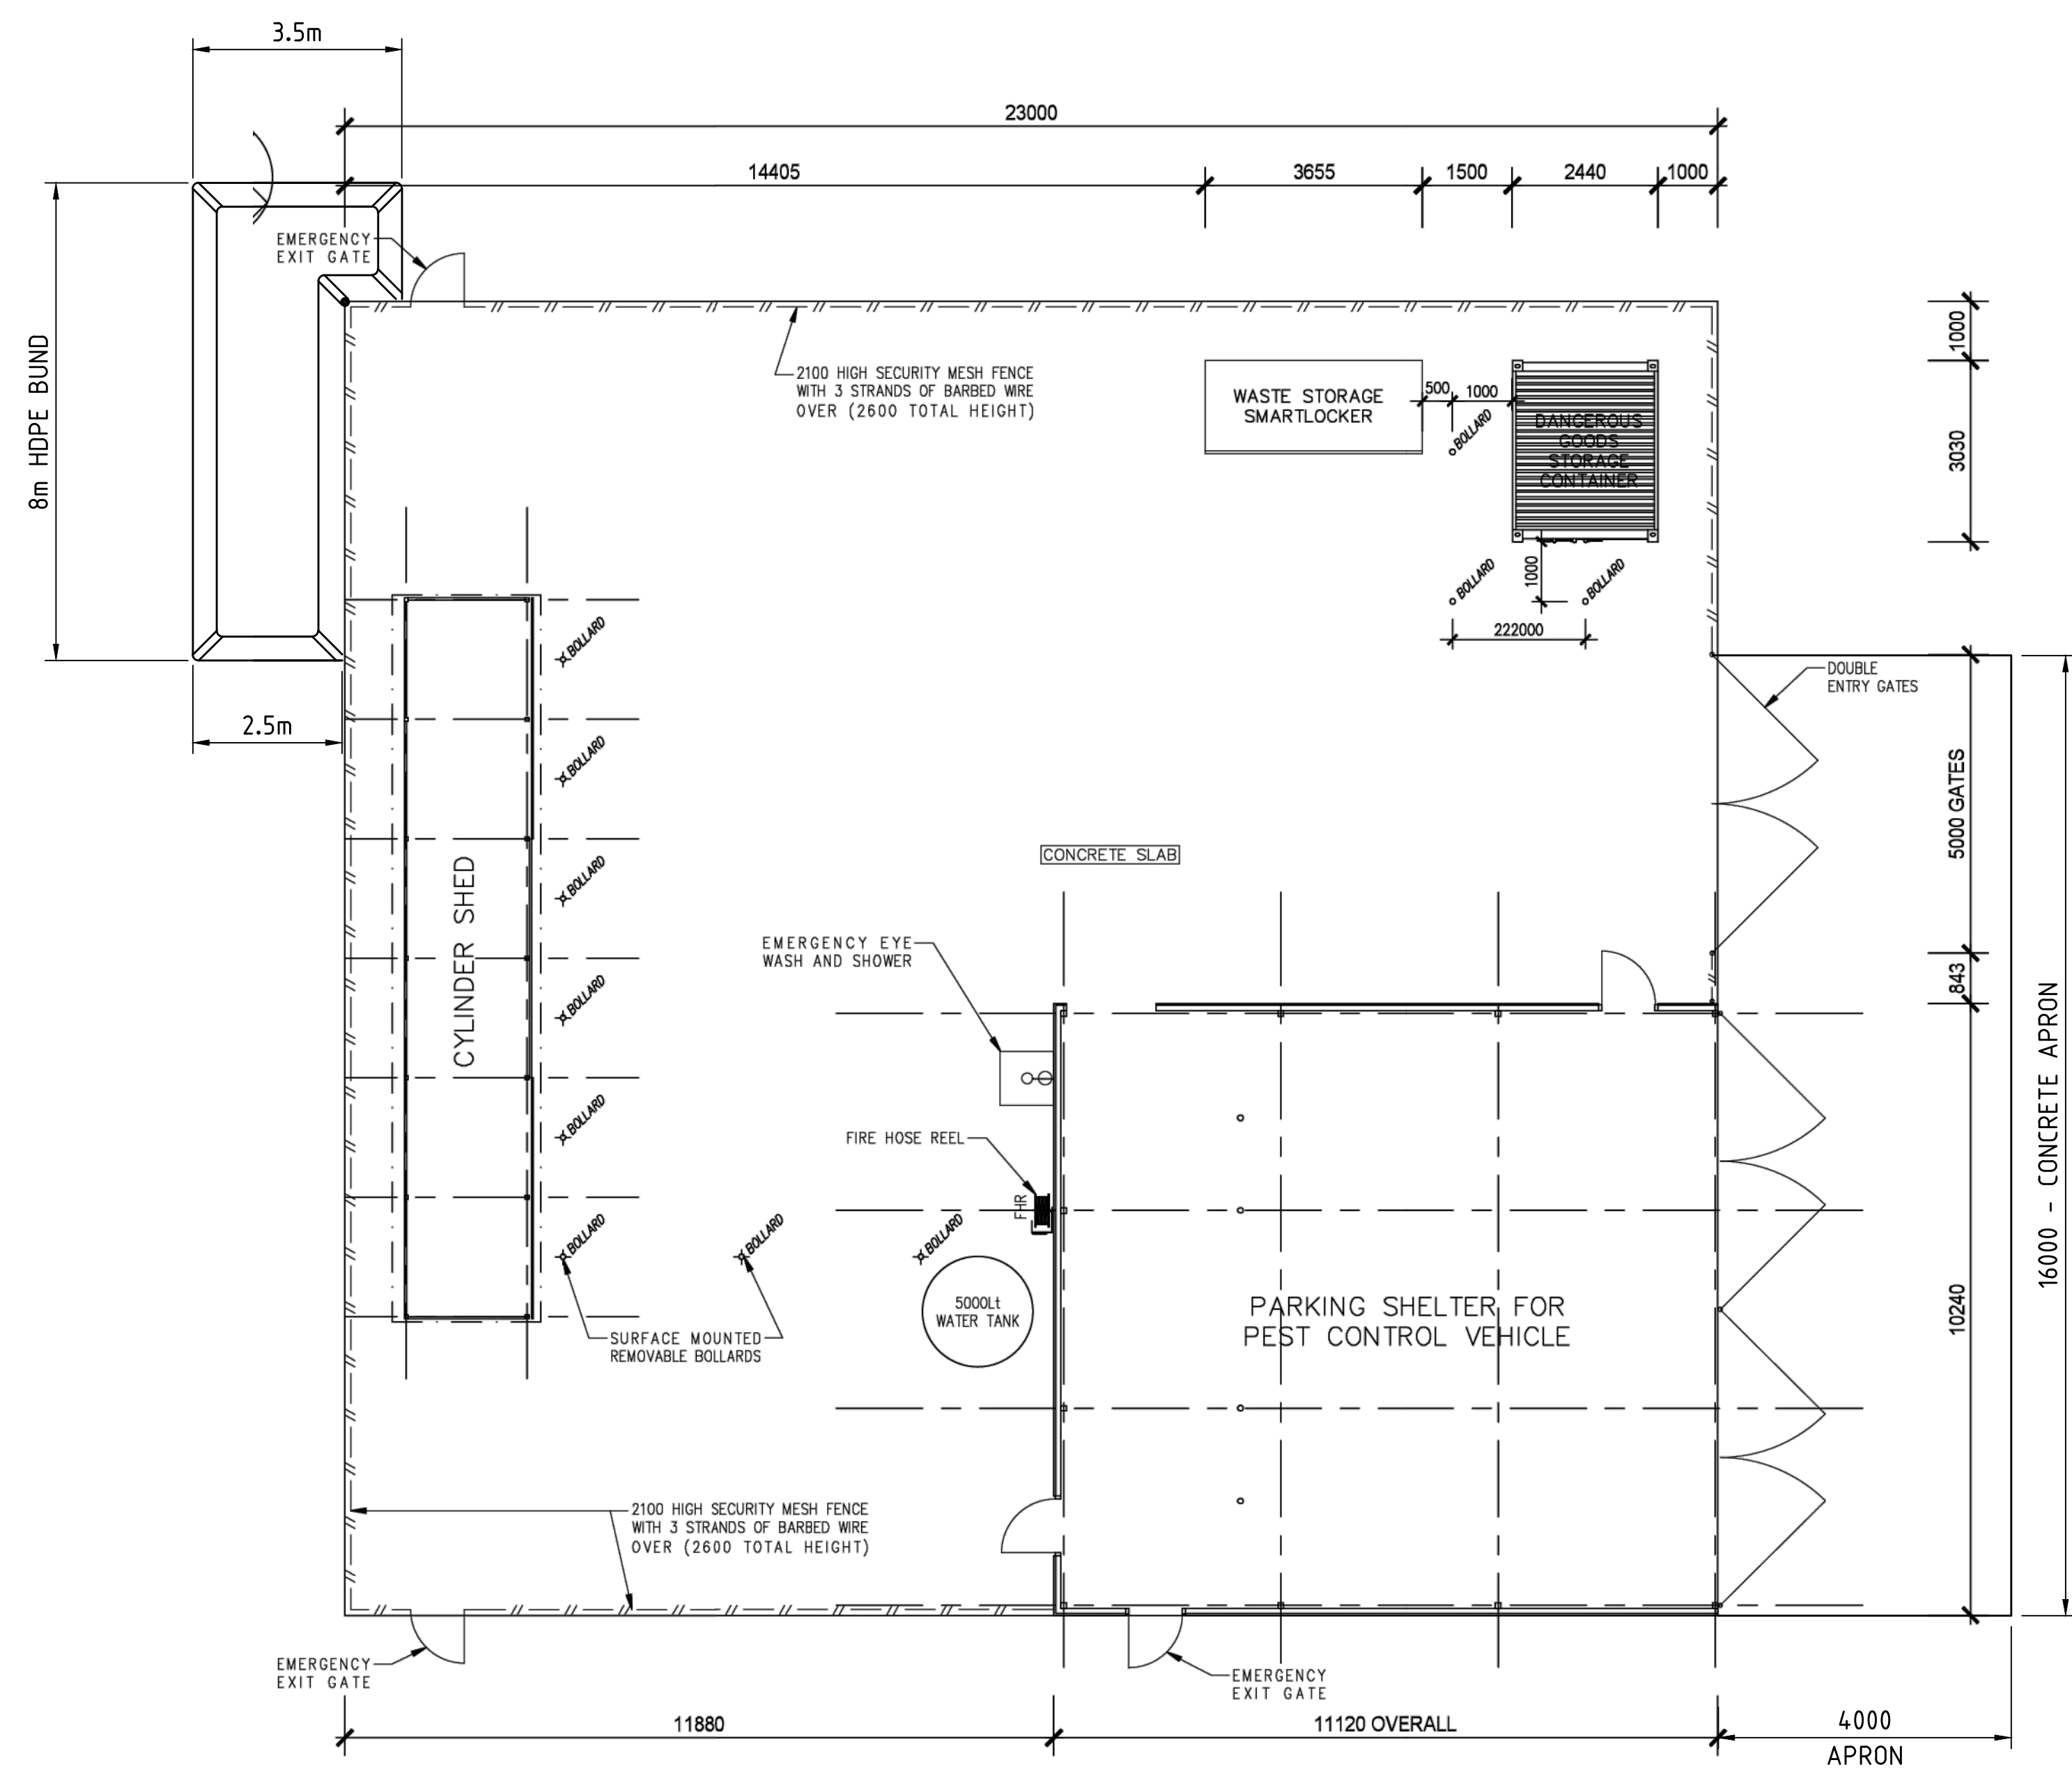 3.5m
23000
14405
3655
1500
2440
1000
EMERGENCY
EXIT GATE
8m HDPE BUND
2100 HIGH SECURITY MESH FENCE
WITH 3 STRANDS OF BARBED WIRE
OVER (2600 TOTAL HEIGHT)
WASTE STORAGE
SMARTLOCKER
500
1000
BOLLARD
DANGEROUS
GOODS
STORAGE
CONTAINER
1000
3030
1000
BOLLARD
BOLLARD
222000
BOLLARD
DOUBLE
ENTRY GATES
2.5m
BOLLARD
5000 GATES
CONCRETE SLAB
CYLINDER SHED
BOLLARD
EMERGENCY EYE
WASH AND SHOWER
843
BOLLARD
16000 - CONCRETE APRON
BOLLARD
FIRE HOSE REEL
FHR
BOLLARD
BOLLARD
BOLLARD
5000Lt
WATER TANK
PARKING SHELTER FOR
PEST CONTROL VEHICLE
10240
SURFACE MOUNTED
REMOVABLE BOLLARDS
2100 HIGH SECURITY MESH FENCE
WITH 3 STRANDS OF BARBED WIRE
OVER (2600 TOTAL HEIGHT)
EMERGENCY
EXIT GATE
EMERGENCY
EXIT GATE
11880
11120 OVERALL
4000
APRON